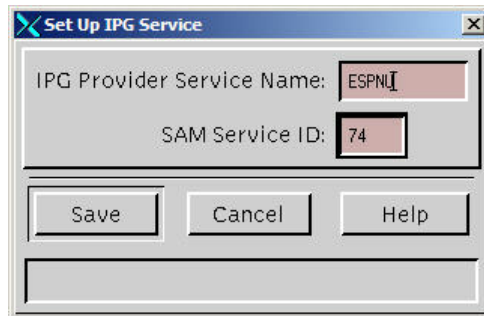 Set Up IPG Service
IPG Provider Service Name: ESPNU
SAM Service ID: 74
Save Cancel Help